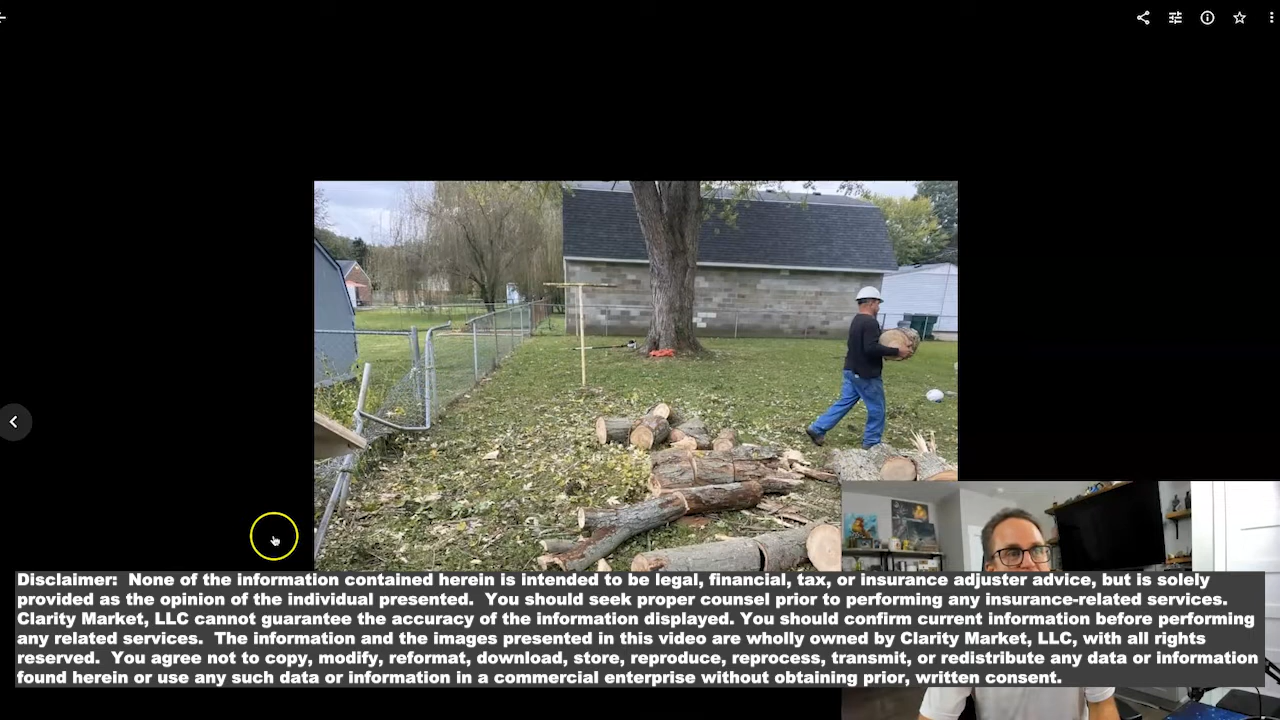 Disclaimer: None of the information contained herein is intended to be legal, financial, tax, or insurance adjuster advice, but is solely
provided as the opinion of the individual presented. You should seek proper counsel prior to performing any insurance-related services.
Clarity Market, LLC cannot guarantee the accuracy of the information displayed. You should confirm current information before performing
any related services. The information and the images presented in this video are wholly owned by Clarity Market, LLC, with all rights
reserved. You agree not to copy, modify, reformat, download, store, reproduce, reprocess, transmit, or redistribute any data or information
found herein or use any such data or information in a commercial enterprise without obtaining prior, written consent.